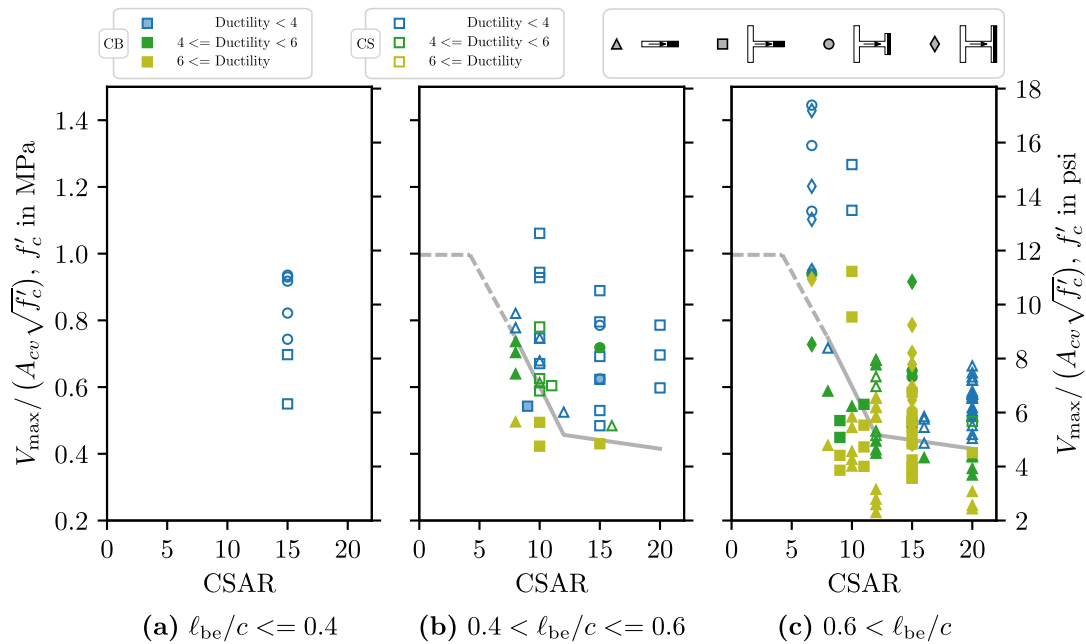 CB
Ductility < 4
4 <= Ductility < 6
6 <= Ductility
CS
Ductility < 4
4 <= Ductility < 6
6 <= Ductility
V_max/ (A_cv√f′_c), f′_c in MPa
1.4
1.2
1.0
0.8
0.6
0.4
0.2
0 5 10 15 20
CSAR
0 5 10 15 20
CSAR
0 5 10 15 20
CSAR
18
16
14
12
10
8
6
4
2
V_max/ (A_cv√f′_c), f′_c in psi
(a) ℓ_be/c <= 0.4
(b) 0.4 < ℓ_be/c <= 0.6
(c) 0.6 < ℓ_be/c